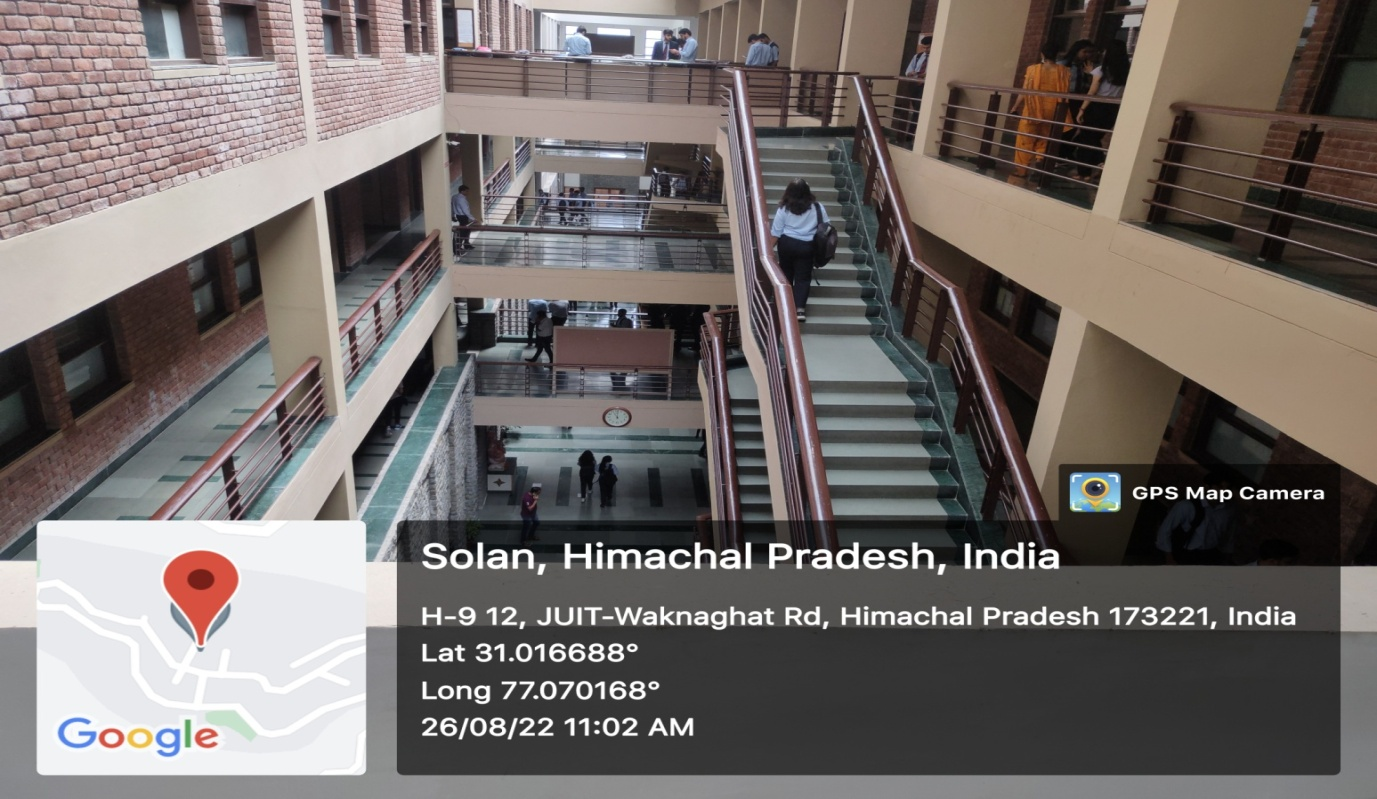 GPS Map Camera
Solan, Himachal Pradesh, India
H-9 12, JUIT-Waknaghat Rd, Himachal Pradesh 173221, India
Lat 31.016688°
Long 77.070168°
26/08/22 11:02 AM
Google